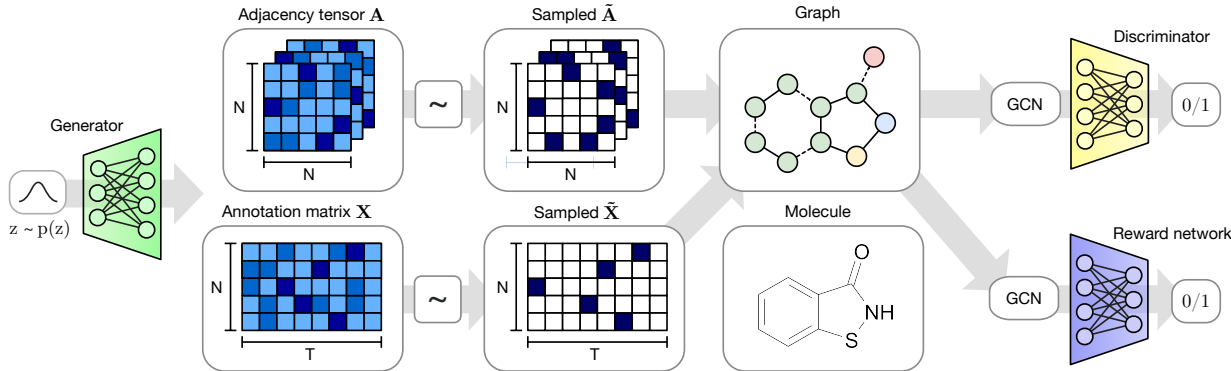 Adjacency tensor A
Sampled Ã
Graph
Discriminator
N
N
~
N
N
GCN
0/1
Generator
z ~ p(z)
Annotation matrix X
Sampled X̃
Molecule
Reward network
N
T
~
N
T
O
NH
S
GCN
0/1